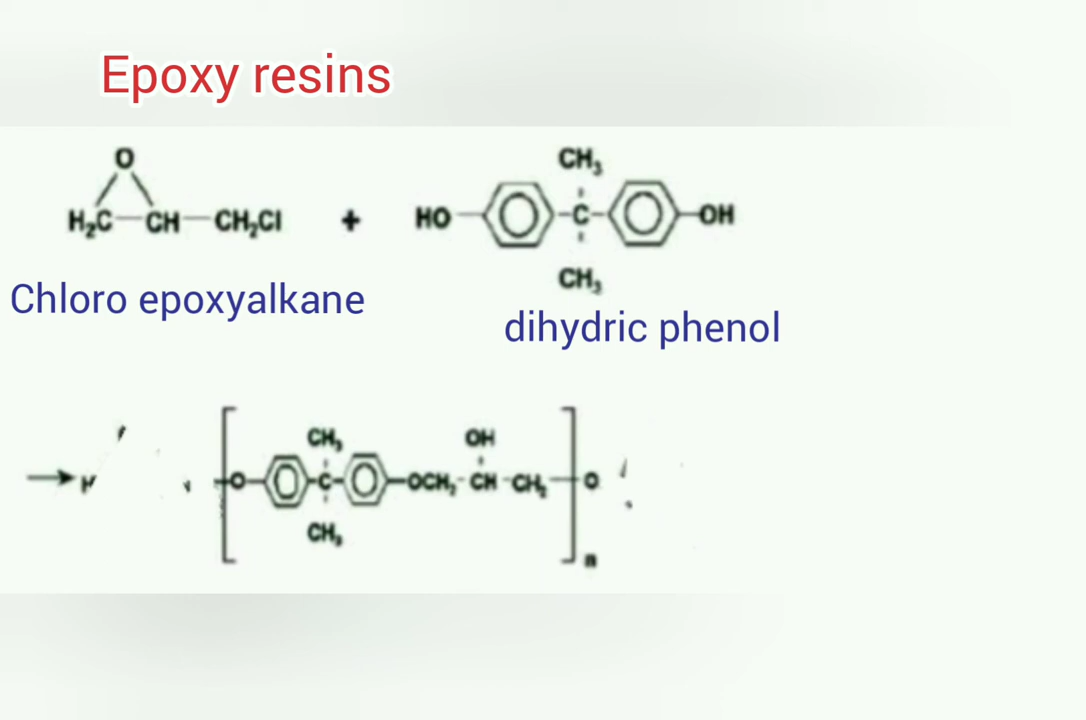 Epoxy resins
O
CH₃
H₂C—CH—CH₂Cl + HO—C—OH
CH₃
Chloro epoxyalkane
dihydric phenol
CH₃ OH
→ O—C—OCH₂-CH-CH₂—O
CH₃
n